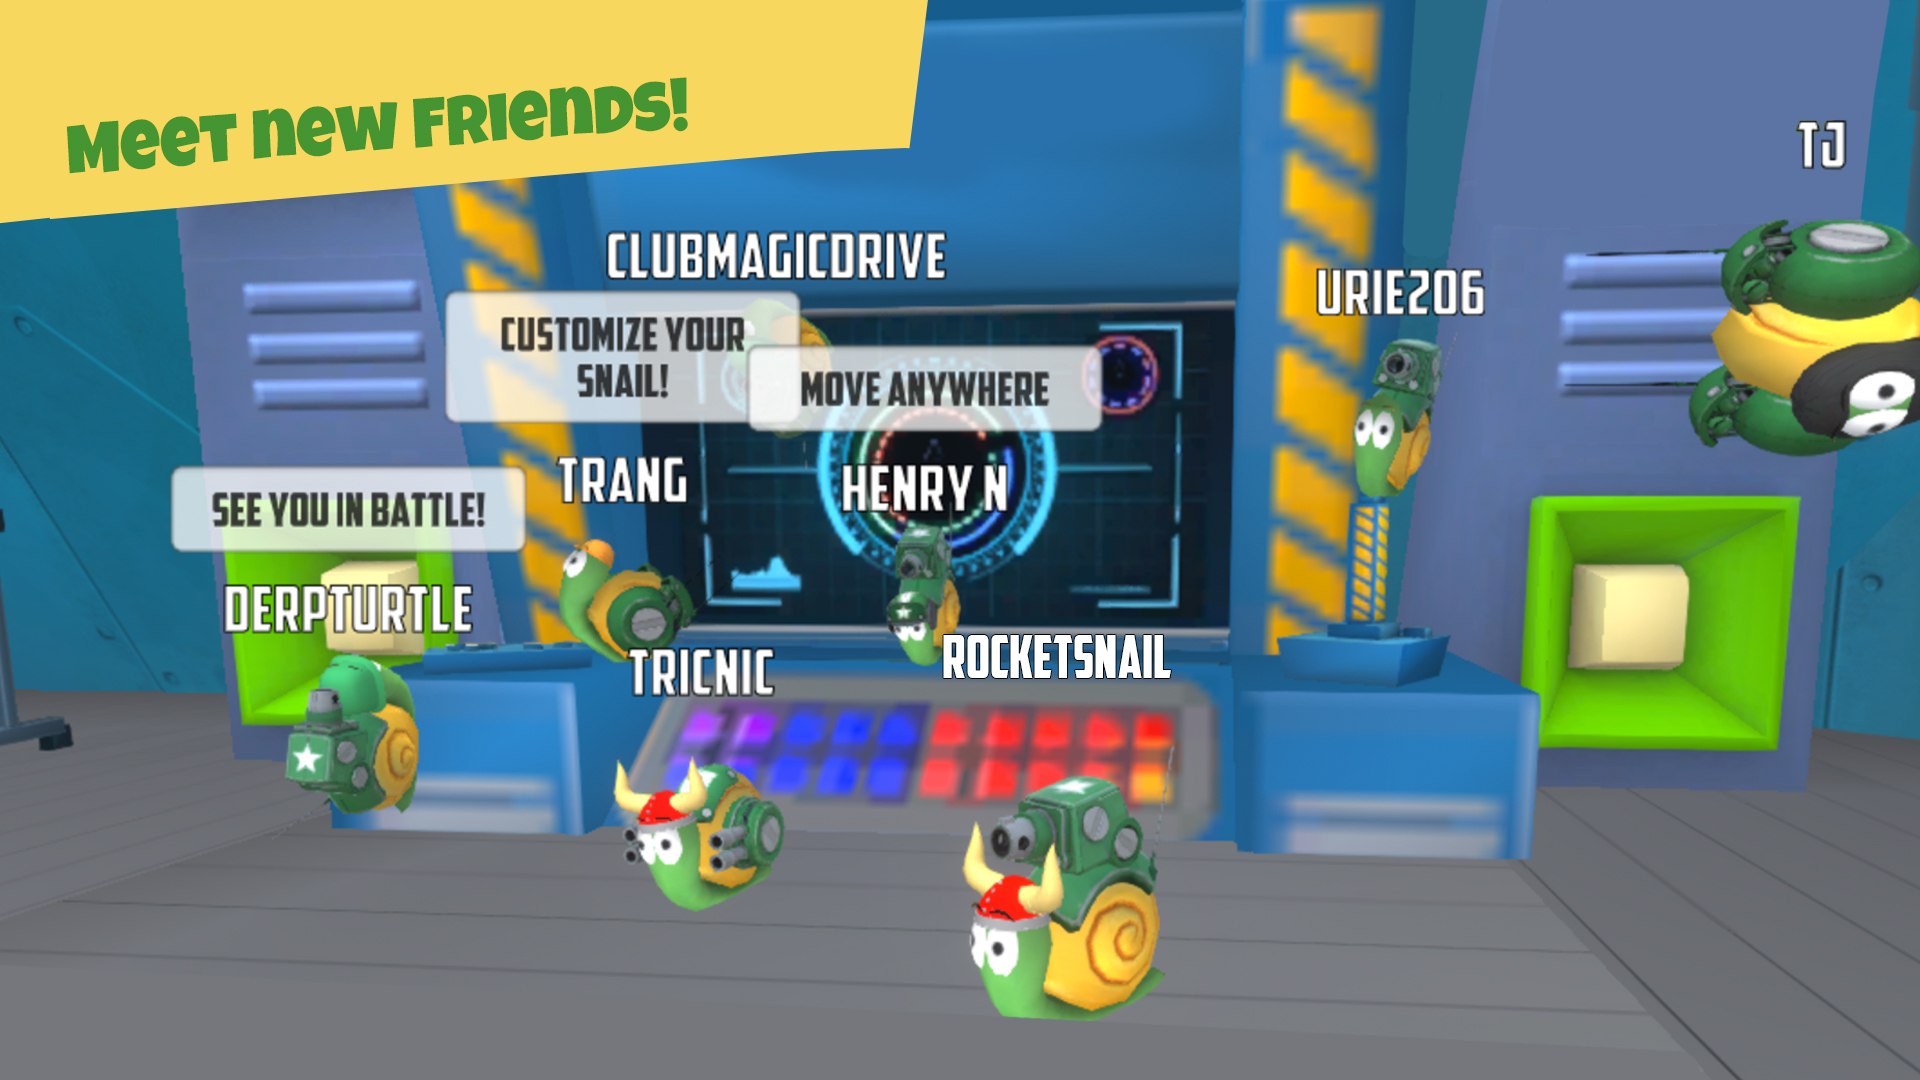 Meet new Friends!
TJ
CLUBMAGICDRIVE
URIE206
CUSTOMIZE YOUR
SNAIL!
MOVE ANYWHERE
TRANG
HENRY N
SEE YOU IN BATTLE!
DERPTURTLE
TRICNIC
ROCKETSNAIL